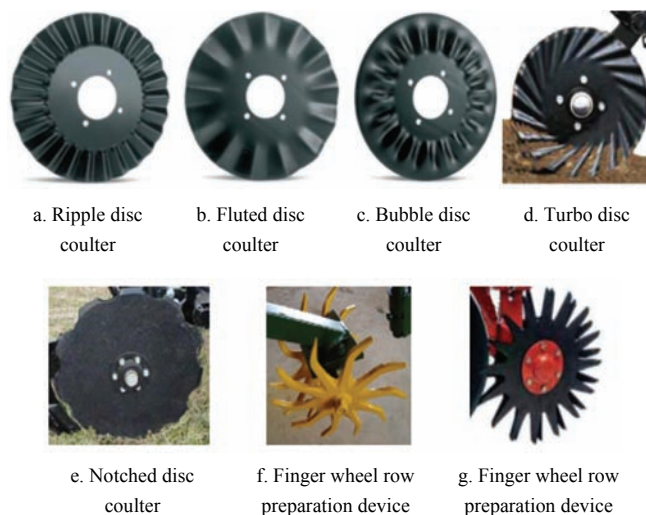 a. Ripple disc
coulter
b. Fluted disc
coulter
c. Bubble disc
coulter
d. Turbo disc
coulter
e. Notched disc
coulter
f. Finger wheel row
preparation device
g. Finger wheel row
preparation device